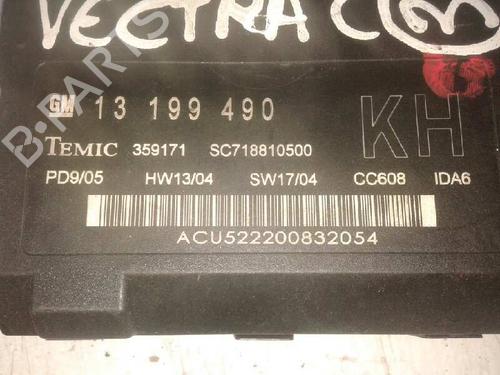 VECTRA C
GM 13 199 490 KH
TEMIC 359171 SC718810500
PD9/05 HW13/04 SW17/04 CC608 IDA6
ACU522200832054
B-PARTS